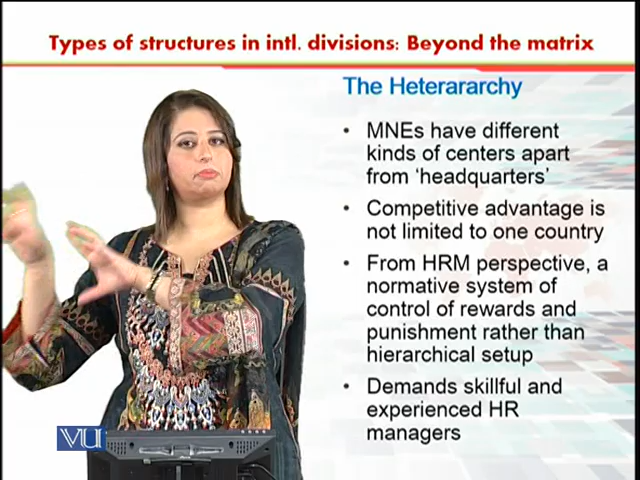 Types of structures in intl. divisions: Beyond the matrix
The Heterararchy
• MNEs have different
kinds of centers apart
from ‘headquarters’
• Competitive advantage is
not limited to one country
• From HRM perspective, a
normative system of
control of rewards and
punishment rather than
hierarchical setup
• Demands skillful and
experienced HR
managers
VU